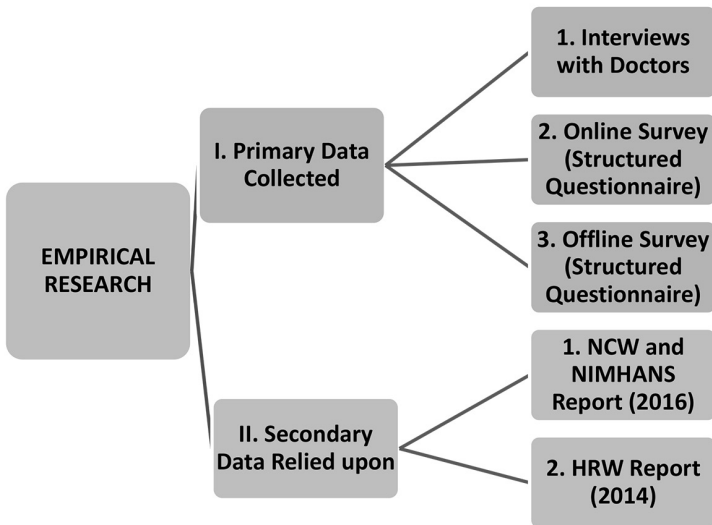 EMPIRICAL
RESEARCH
I. Primary Data
Collected
1. Interviews
with Doctors
2. Online Survey
(Structured
Questionnaire)
3. Offline Survey
(Structured
Questionnaire)
II. Secondary
Data Relied upon
1. NCW and
NIMHANS
Report (2016)
2. HRW Report
(2014)